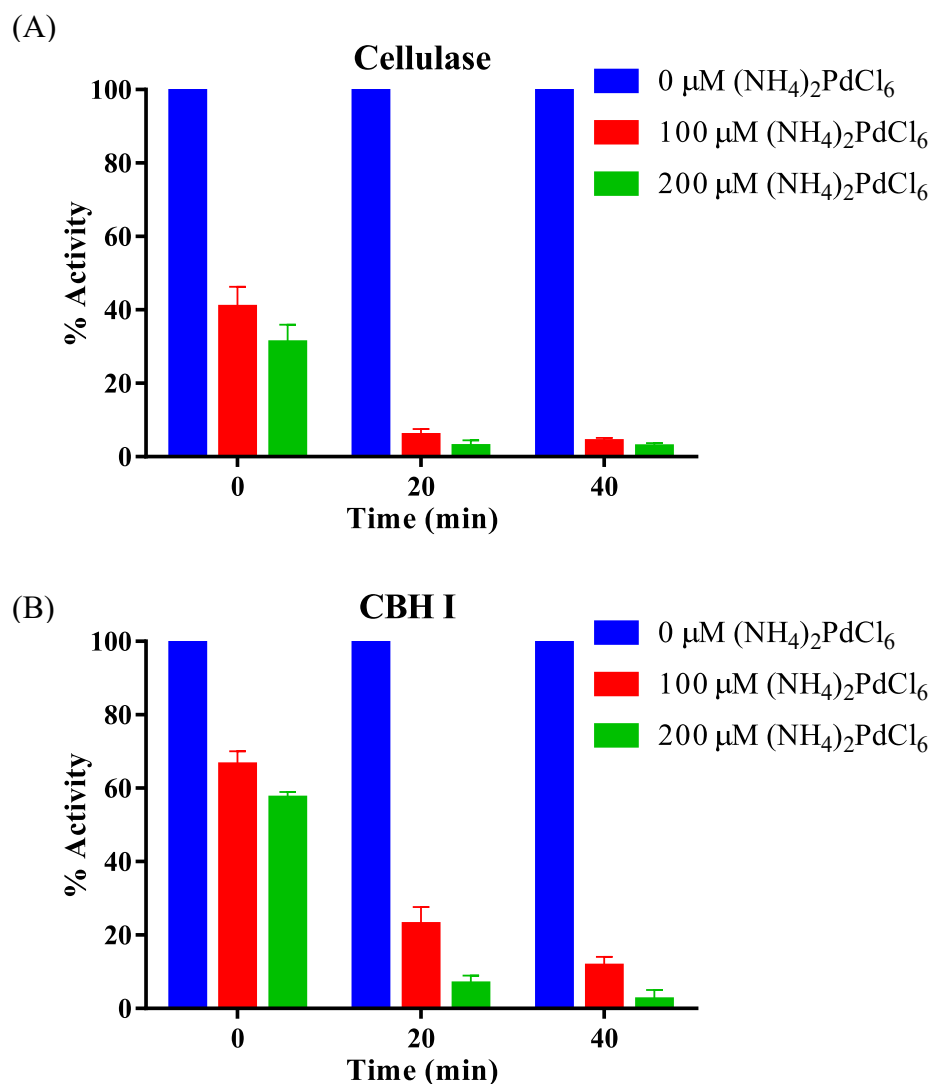 (A)
Cellulase
0 μM (NH₄)₂PdCl₆
100 μM (NH₄)₂PdCl₆
200 μM (NH₄)₂PdCl₆
% Activity
100
80
60
40
20
0
0 20 40
Time (min)
(B)
CBH I
0 μM (NH₄)₂PdCl₆
100 μM (NH₄)₂PdCl₆
200 μM (NH₄)₂PdCl₆
% Activity
100
80
60
40
20
0
0 20 40
Time (min)